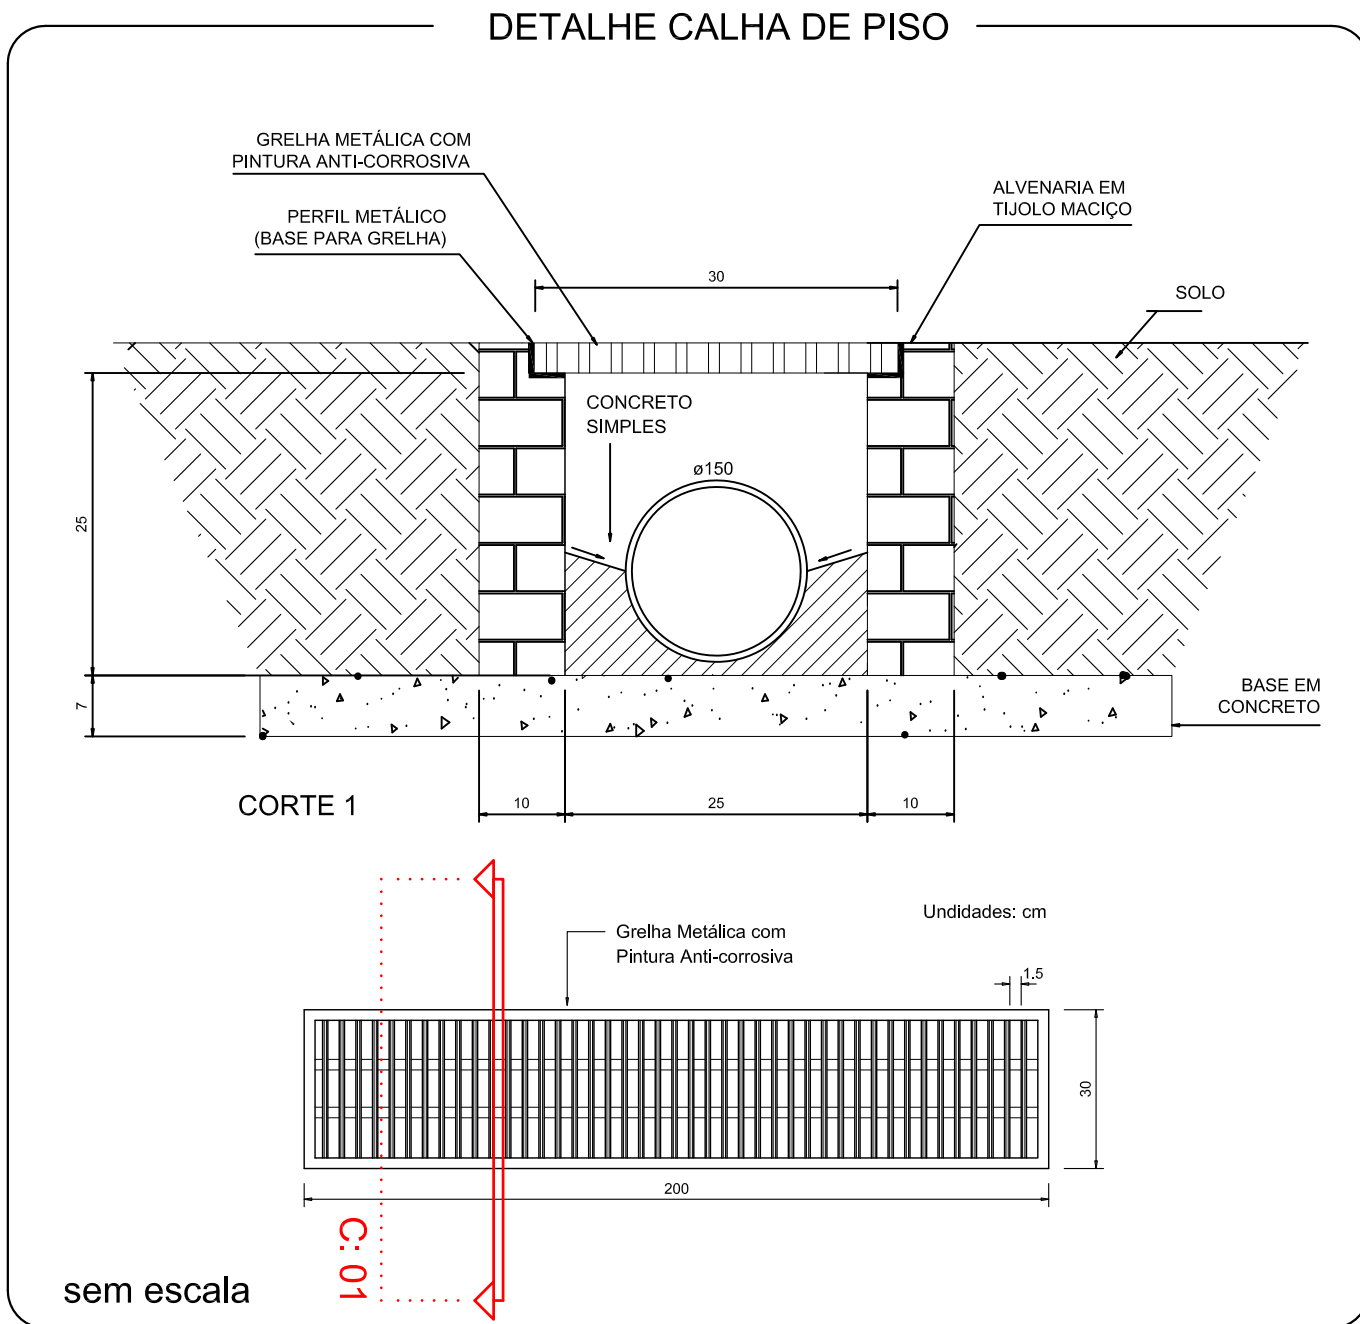 DETALHE CALHA DE PISO
GRELHA METÁLICA COM
PINTURA ANTI-CORROSIVA
PERFIL METÁLICO
(BASE PARA GRELHA)
ALVENARIA EM
TIJOLO MACIÇO
30
SOLO
CONCRETO
SIMPLES
ø150
25
7
BASE EM
CONCRETO
10
25
10
CORTE 1
Undidades: cm
Grelha Metálica com
Pintura Anti-corrosiva
1.5
30
200
C: 01
sem escala